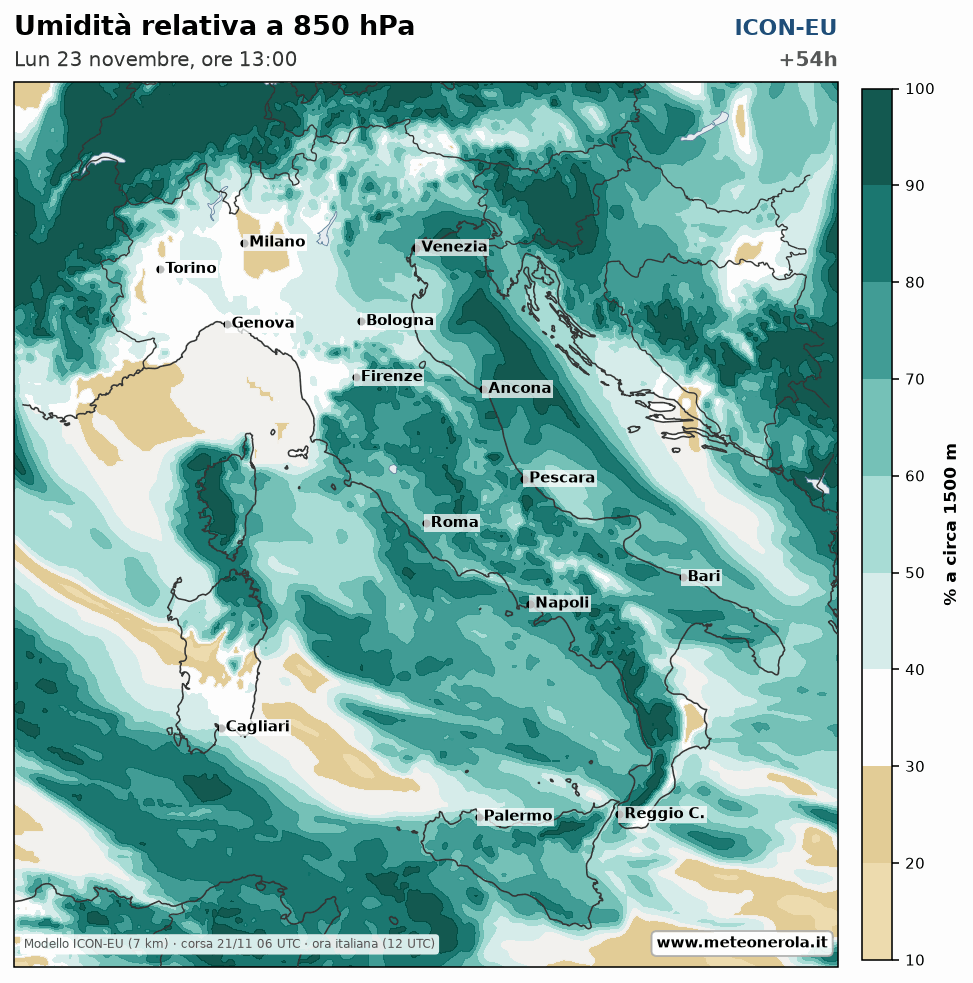 Umidità relativa a 850 hPa
ICON-EU
Lun 23 novembre, ore 13:00
+54h
100
90
80
70
60
50
40
30
20
10
% a circa 1500 m
Milano
Venezia
Torino
Genova
Bologna
Firenze
Ancona
Pescara
Roma
Bari
Napoli
Cagliari
Palermo
Reggio C.
Modello ICON-EU (7 km) · corsa 21/11 06 UTC · ora italiana (12 UTC)
www.meteonerola.it